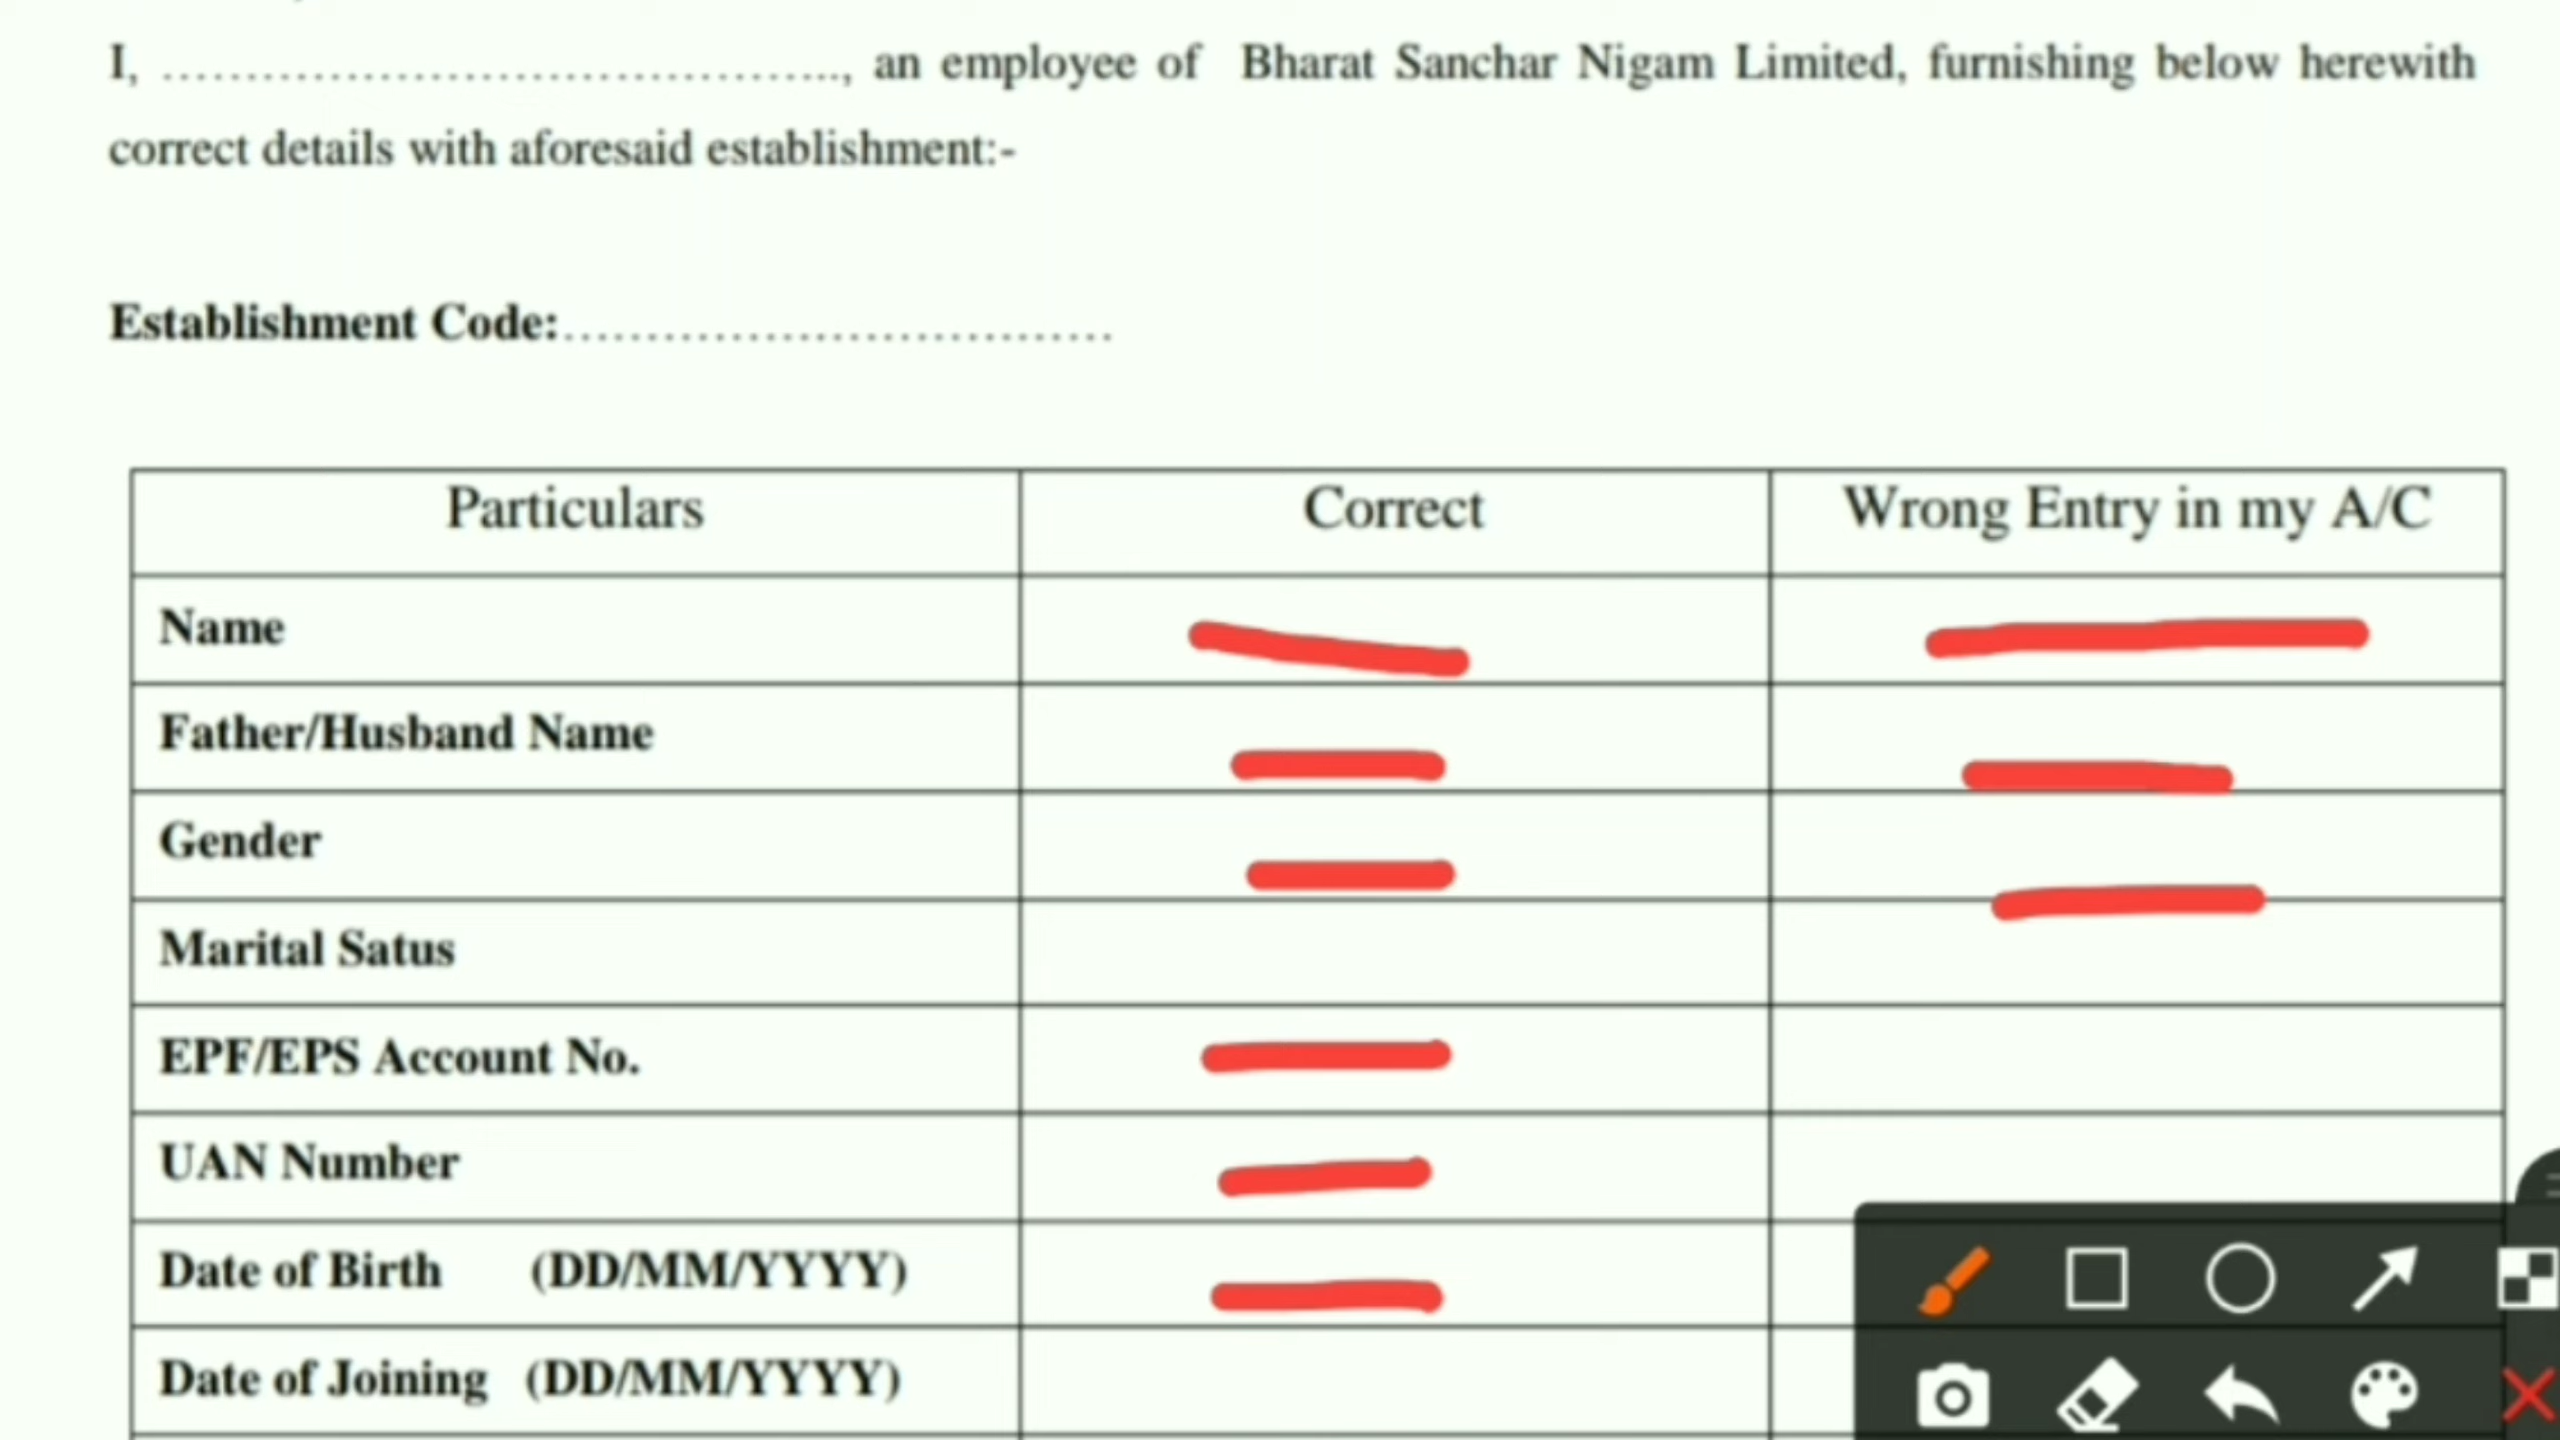 I, ........................................., an employee of Bharat Sanchar Nigam Limited, furnishing below herewith
correct details with aforesaid establishment:-
Establishment Code:.................................
Particulars Correct Wrong Entry in my A/C
Name
Father/Husband Name
Gender
Marital Satus
EPF/EPS Account No.
UAN Number
Date of Birth (DD/MM/YYYY)
Date of Joining (DD/MM/YYYY)